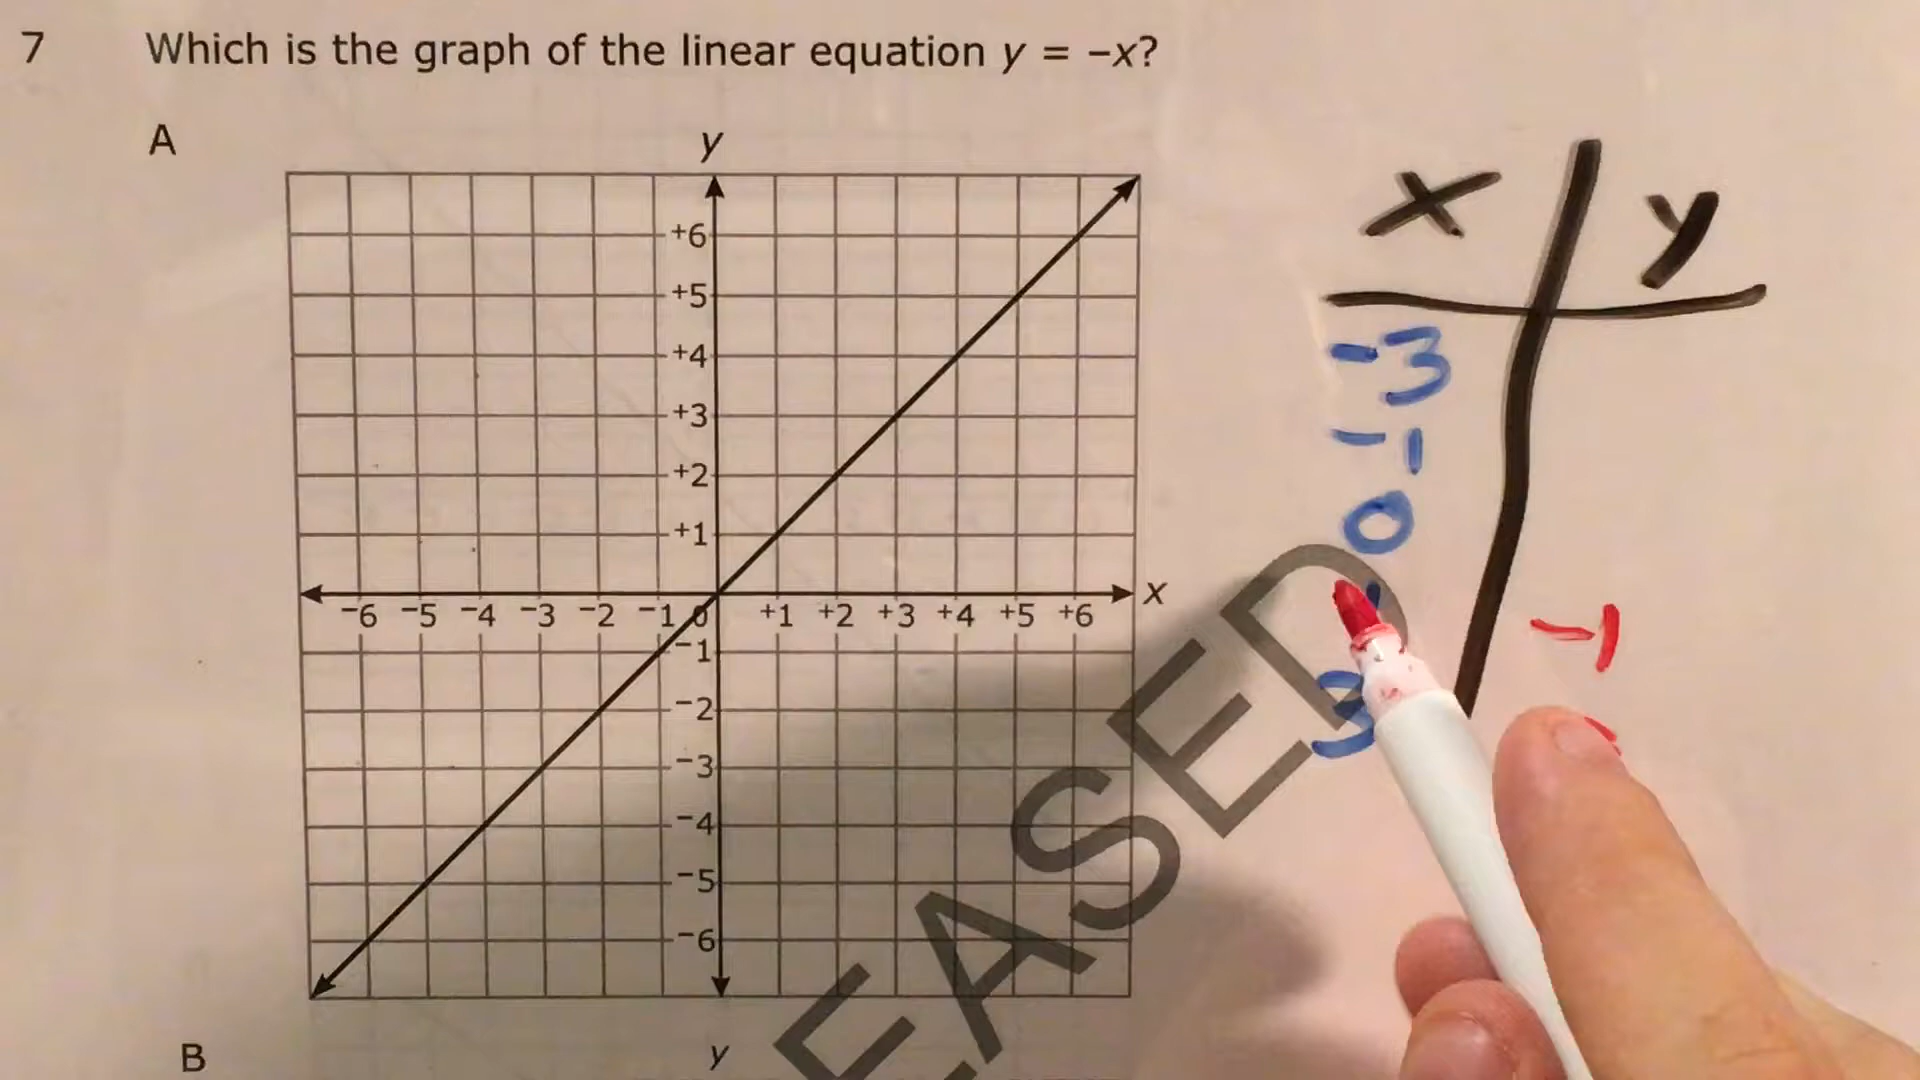 7 Which is the graph of the linear equation y = −x?
A
y
+6
+5
+4
+3
+2
+1
−6 −5 −4 −3 −2 −1 0 +1 +2 +3 +4 +5 +6 x
−1
−2
−3
−4
−5
−6
x y
-3
-1
0
-1
3
EASED
B y